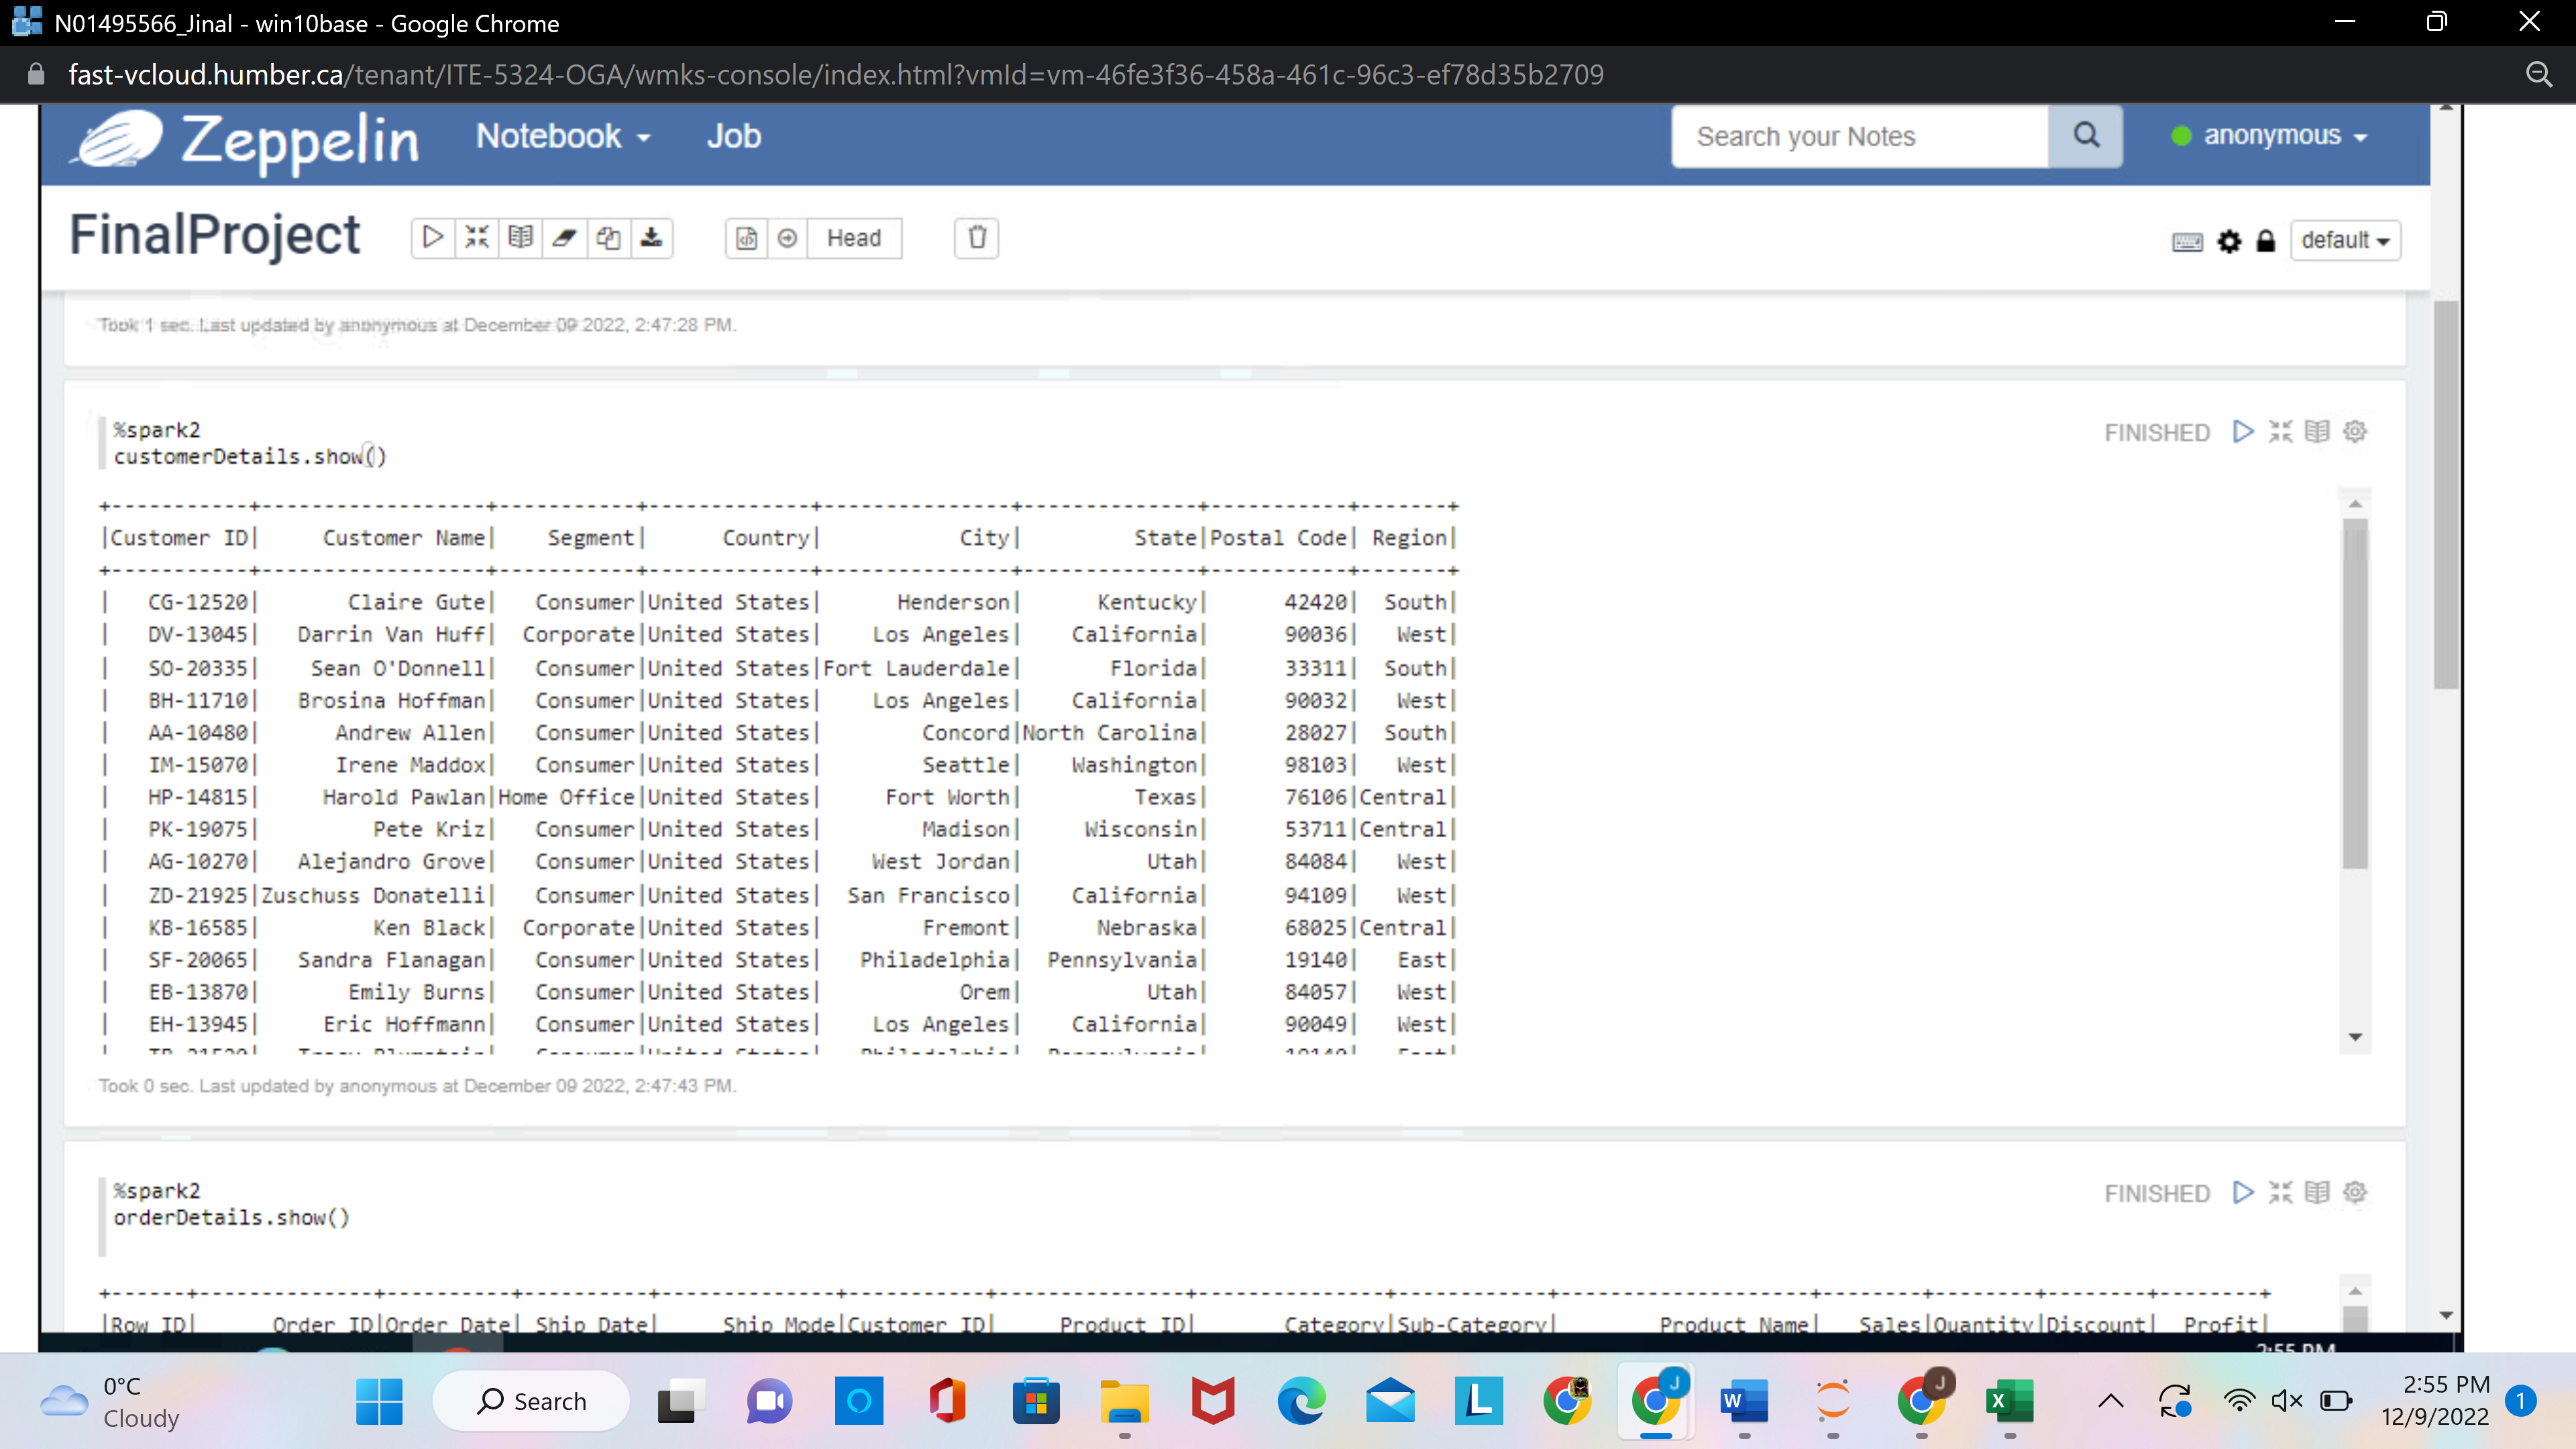 N01495566_Jinal - win10base - Google Chrome
fast-vcloud.humber.ca/tenant/ITE-5324-OGA/wmks-console/index.html?vmId=vm-46fe3f36-458a-461c-96c3-ef78d35b2709
Zeppelin Notebook Job Search your Notes anonymous
FinalProject Head default
Took 1 sec. Last updated by anonymous at December 09 2022, 2:47:28 PM.
%spark2 FINISHED
customerDetails.show()
+-----------+------------------+-----------+-------------+---------------+--------------+-----------+-------+
|Customer ID|     Customer Name|    Segment|      Country|           City|         State|Postal Code| Region|
+-----------+------------------+-----------+-------------+---------------+--------------+-----------+-------+
|   CG-12520|       Claire Gute|   Consumer|United States|      Henderson|      Kentucky|      42420|  South|
|   DV-13045|   Darrin Van Huff|  Corporate|United States|    Los Angeles|    California|      90036|   West|
|   SO-20335|    Sean O'Donnell|   Consumer|United States|Fort Lauderdale|       Florida|      33311|  South|
|   BH-11710|   Brosina Hoffman|   Consumer|United States|    Los Angeles|    California|      90032|   West|
|   AA-10480|      Andrew Allen|   Consumer|United States|        Concord|North Carolina|      28027|  South|
|   IM-15070|      Irene Maddox|   Consumer|United States|        Seattle|    Washington|      98103|   West|
|   HP-14815|     Harold Pawlan|Home Office|United States|     Fort Worth|         Texas|      76106|Central|
|   PK-19075|         Pete Kriz|   Consumer|United States|        Madison|     Wisconsin|      53711|Central|
|   AG-10270|   Alejandro Grove|   Consumer|United States|    West Jordan|          Utah|      84084|   West|
|   ZD-21925|Zuschuss Donatelli|   Consumer|United States|  San Francisco|    California|      94109|   West|
|   KB-16585|         Ken Black|  Corporate|United States|        Fremont|      Nebraska|      68025|Central|
|   SF-20065|   Sandra Flanagan|   Consumer|United States|   Philadelphia|  Pennsylvania|      19140|   East|
|   EB-13870|       Emily Burns|   Consumer|United States|           Orem|          Utah|      84057|   West|
|   EH-13945|     Eric Hoffmann|   Consumer|United States|    Los Angeles|    California|      90049|   West|
Took 0 sec. Last updated by anonymous at December 09 2022, 2:47:43 PM.
%spark2 FINISHED
orderDetails.show()
+------+--------------+----------+----------+--------------+-----------+---------------+---------------+------------+--------------------+--------+--------+--------+--------+
|Row ID|      Order ID|Order Date| Ship Date|     Ship Mode|Customer ID|     Product ID|       Category|Sub-Category|        Product Name|   Sales|Quantity|Discount|  Profit|
2:55 PM
0°C
Cloudy
Search
2:55 PM
12/9/2022
1